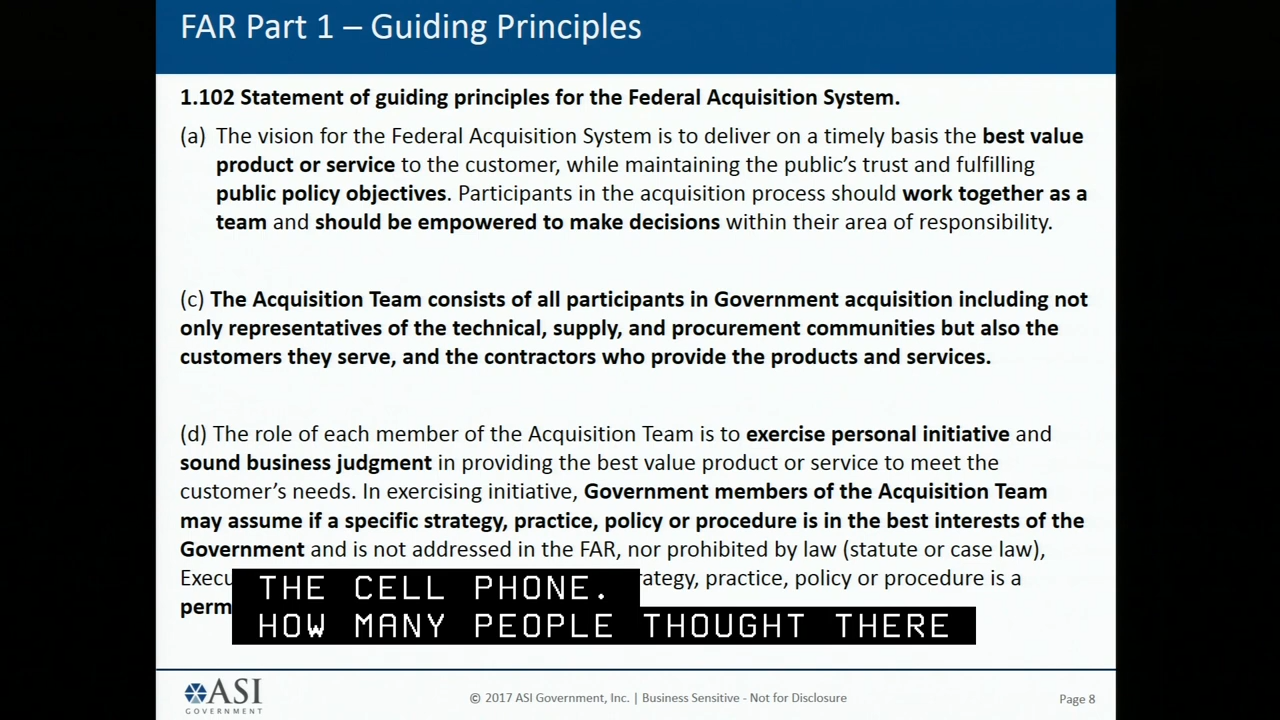 FAR Part 1 – Guiding Principles
1.102 Statement of guiding principles for the Federal Acquisition System.
(a) The vision for the Federal Acquisition System is to deliver on a timely basis the best value
product or service to the customer, while maintaining the public's trust and fulfilling
public policy objectives. Participants in the acquisition process should work together as a
team and should be empowered to make decisions within their area of responsibility.
(c) The Acquisition Team consists of all participants in Government acquisition including not
only representatives of the technical, supply, and procurement communities but also the
customers they serve, and the contractors who provide the products and services.
(d) The role of each member of the Acquisition Team is to exercise personal initiative and
sound business judgment in providing the best value product or service to meet the
customer's needs. In exercising initiative, Government members of the Acquisition Team
may assume if a specific strategy, practice, policy or procedure is in the best interests of the
Government and is not addressed in the FAR, nor prohibited by law (statute or case law),
policy or procedure is a
THE CELL PHONE.
HOW MANY PEOPLE THOUGHT THERE
ASI
GOVERNMENT
© 2017 ASI Government, Inc. | Business Sensitive - Not for Disclosure
Page 8